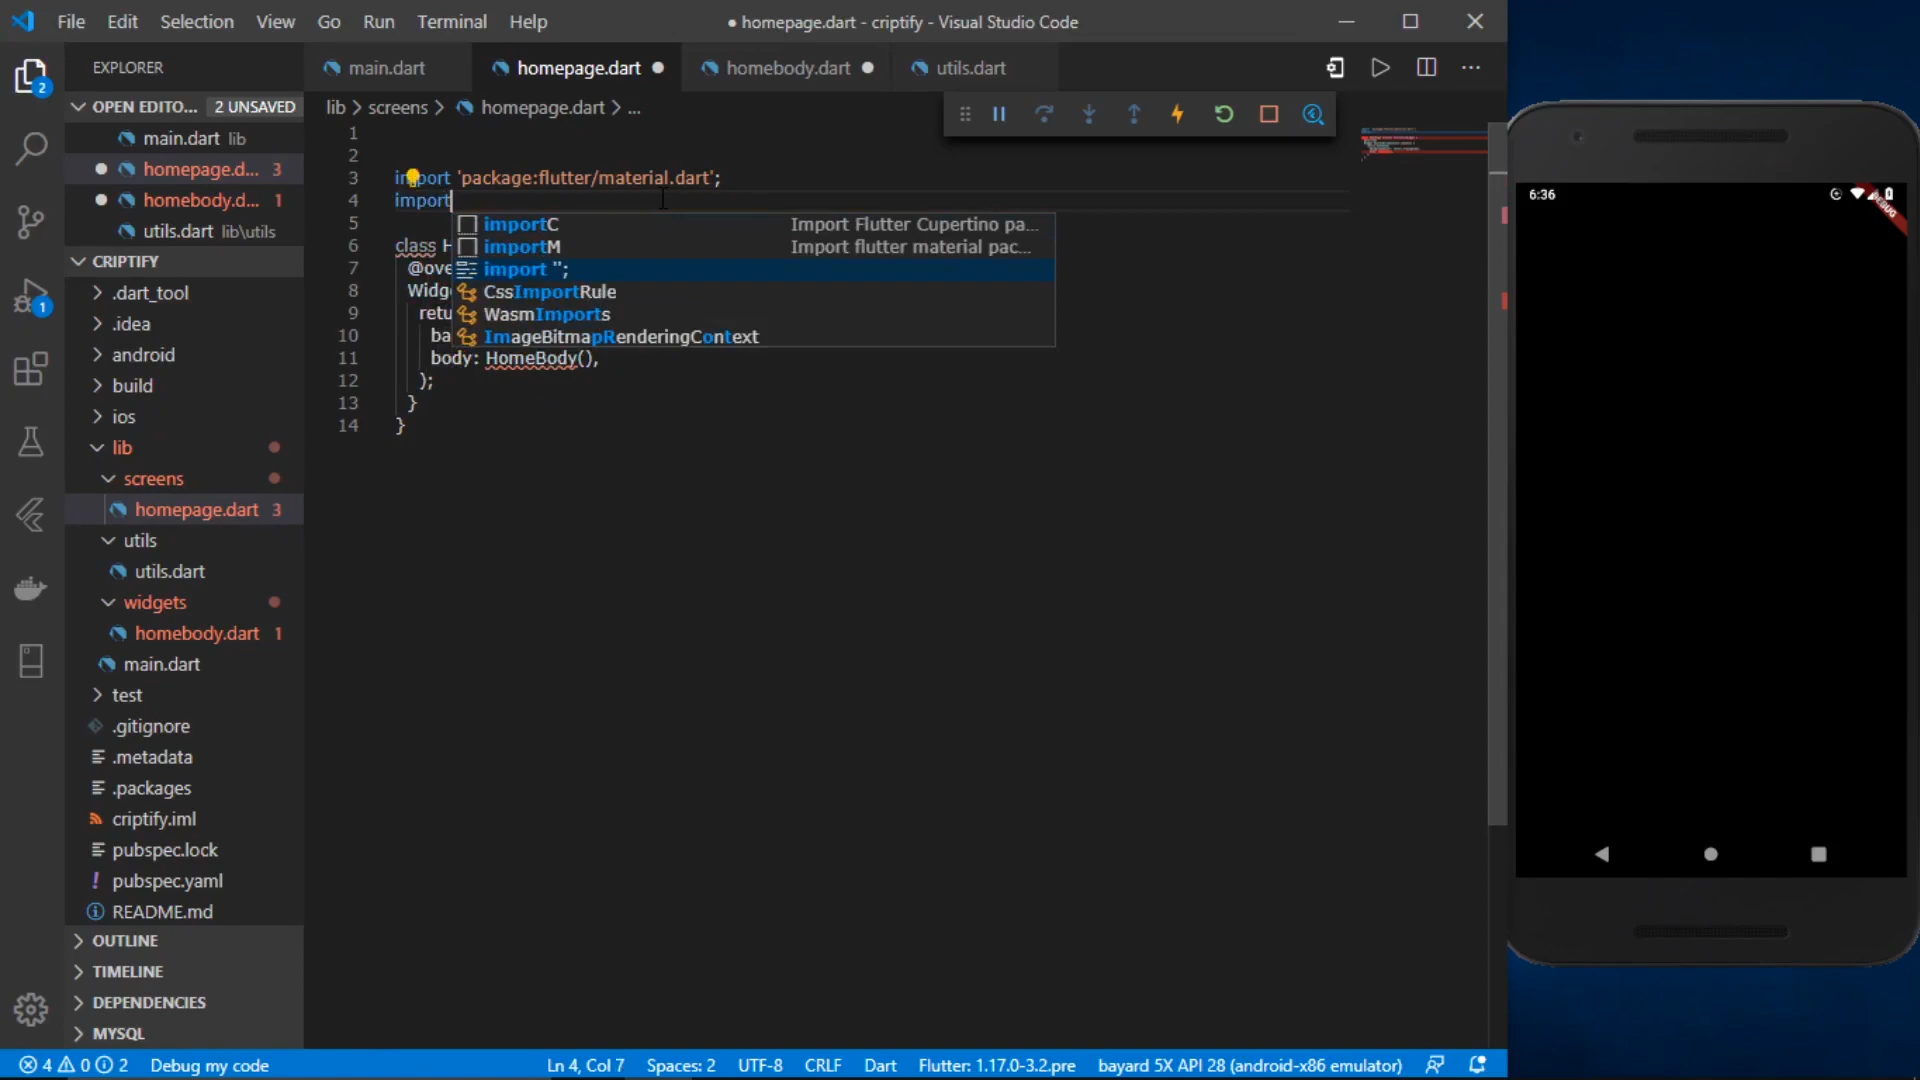 File Edit Selection View Go Run Terminal Help
● homepage.dart - criptify - Visual Studio Code
EXPLORER
main.dart
homepage.dart
homebody.dart
utils.dart
OPEN EDITO... 2 UNSAVED
main.dart lib
homepage.d... 3
homebody.d... 1
utils.dart lib\utils
CRIPTIFY
.dart_tool
.idea
android
build
ios
lib
screens
homepage.dart 3
utils
utils.dart
widgets
homebody.dart 1
main.dart
test
.gitignore
.metadata
.packages
criptify.iml
pubspec.lock
pubspec.yaml
README.md
OUTLINE
TIMELINE
DEPENDENCIES
MYSQL
2
1
lib > screens > homepage.dart > ...
1
2
3 import 'package:flutter/material.dart';
4 import
5
6 class H
7 @ove
8 Widg
9 retu
10 ba
11 body: HomeBody(),
12 );
13 }
14 }
importC Import Flutter Cupertino pa...
importM Import flutter material pac...
import '';
CssImportRule
WasmImports
ImageBitmapRenderingContext
4 0 2 Debug my code
Ln 4, Col 7 Spaces: 2 UTF-8 CRLF Dart Flutter: 1.17.0-3.2.pre bayard 5X API 28 (android-x86 emulator)
6:36
DEBUG